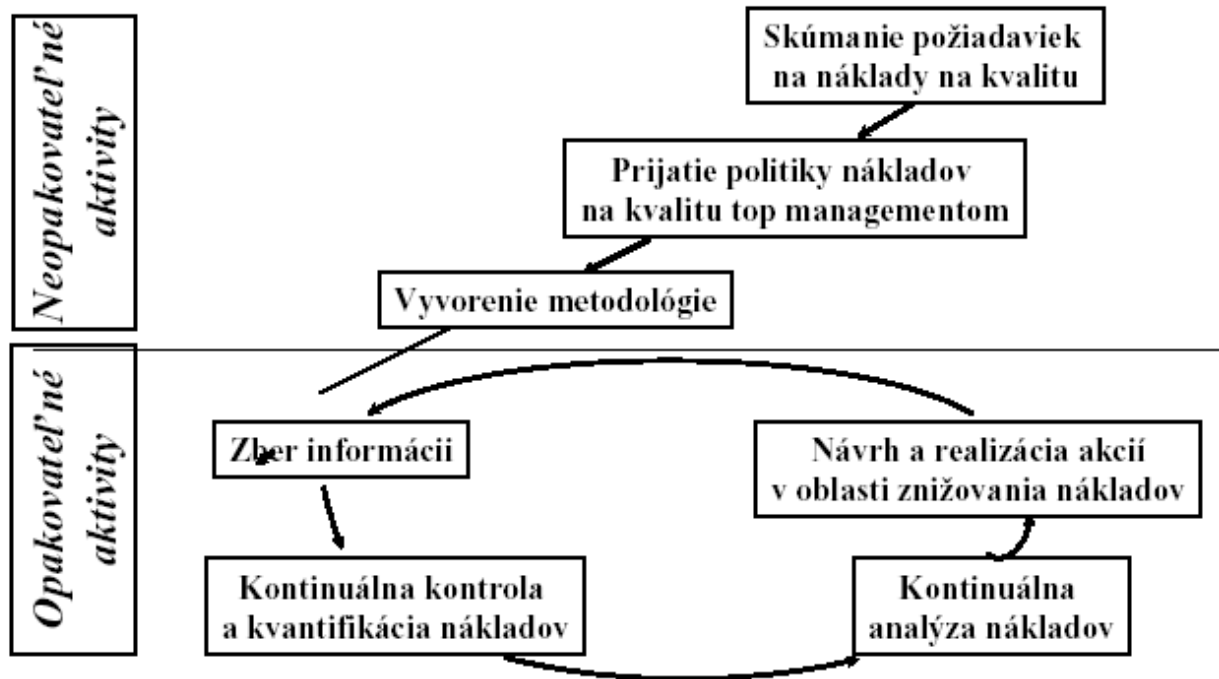 Neopakovateľné
aktivity
Skúmanie požiadaviek
na náklady na kvalitu
Prijatie politiky nákladov
na kvalitu top managementom
Vyvorenie metodológie
Opakovateľné
aktivity
Zber informácii
Návrh a realizácia akcií
v oblasti znižovania nákladov
Kontinuálna kontrola
a kvantifikácia nákladov
Kontinuálna
analýza nákladov